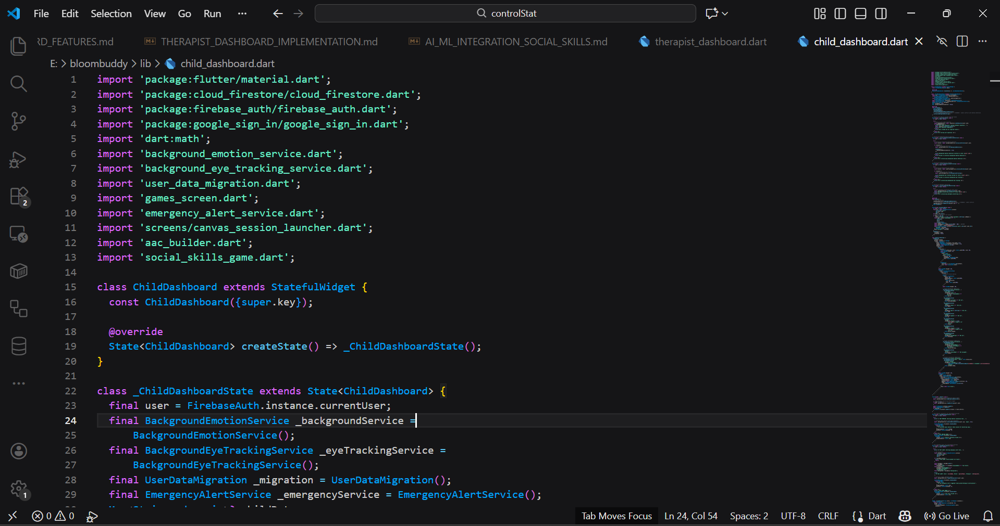 File Edit Selection View Go Run ··· controlStat
RD_FEATURES.md THERAPIST_DASHBOARD_IMPLEMENTATION.md AI_ML_INTEGRATION_SOCIAL_SKILLS.md therapist_dashboard.dart child_dashboard.dart
E: > bloombuddy > lib > child_dashboard.dart
1 import 'package:flutter/material.dart';
2 import 'package:cloud_firestore/cloud_firestore.dart';
3 import 'package:firebase_auth/firebase_auth.dart';
4 import 'package:google_sign_in/google_sign_in.dart';
5 import 'dart:math';
6 import 'background_emotion_service.dart';
7 import 'background_eye_tracking_service.dart';
8 import 'user_data_migration.dart';
9 import 'games_screen.dart';
10 import 'emergency_alert_service.dart';
11 import 'screens/canvas_session_launcher.dart';
12 import 'aac_builder.dart';
13 import 'social_skills_game.dart';
14
15 class ChildDashboard extends StatefulWidget {
16 const ChildDashboard({super.key});
17
18 @override
19 State<ChildDashboard> createState() => _ChildDashboardState();
20 }
21
22 class _ChildDashboardState extends State<ChildDashboard> {
23 final user = FirebaseAuth.instance.currentUser;
24 final BackgroundEmotionService _backgroundService =
25 BackgroundEmotionService();
26 final BackgroundEyeTrackingService _eyeTrackingService =
27 BackgroundEyeTrackingService();
28 final UserDataMigration _migration = UserDataMigration();
29 final EmergencyAlertService _emergencyService = EmergencyAlertService();
2
1
0 0 Tab Moves Focus Ln 24, Col 54 Spaces: 2 UTF-8 CRLF {} Dart Go Live